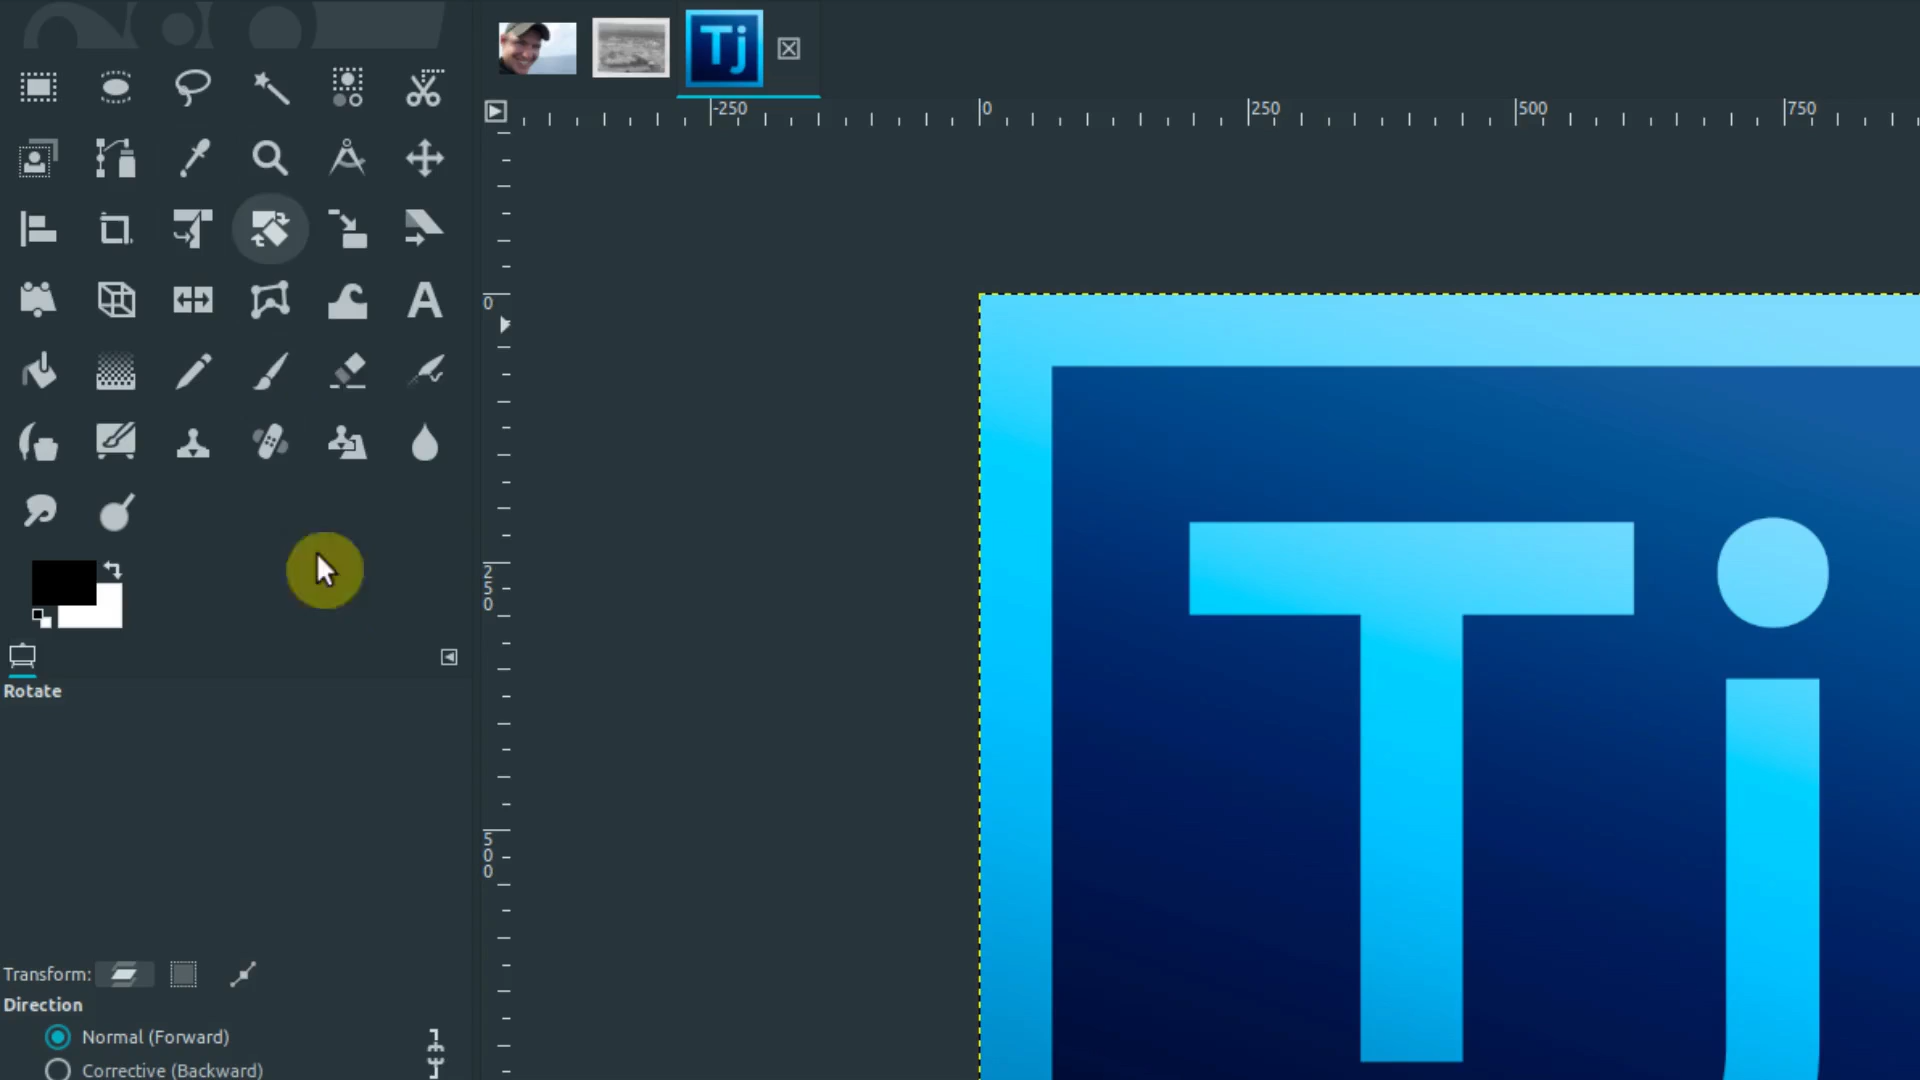 Tj
-250 0 250 500 750
0
250
500
Tj
Rotate
Transform:
Direction
Normal (Forward)
Corrective (Backward)